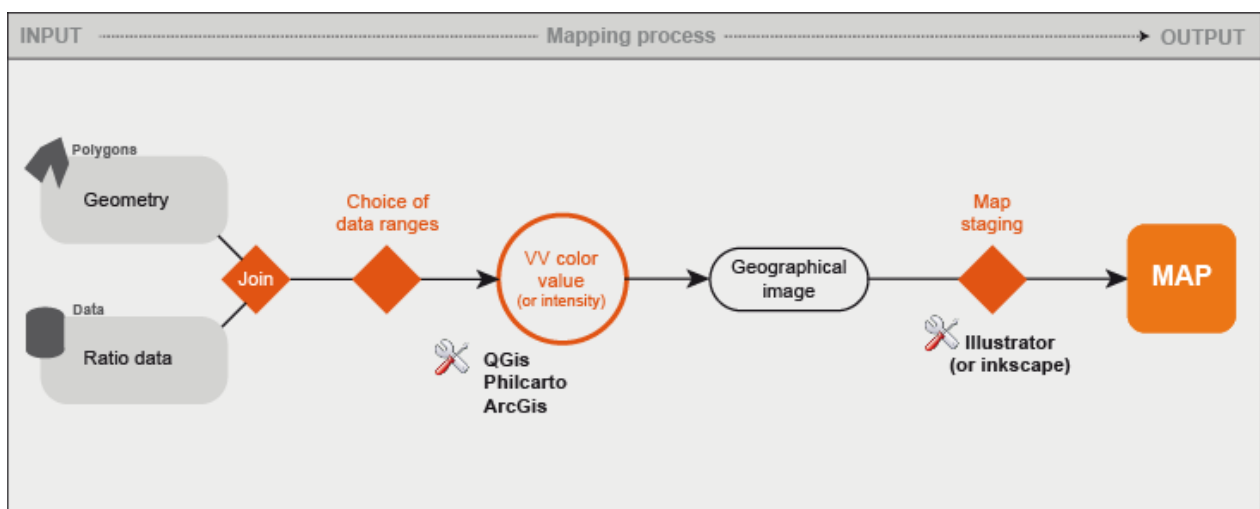 INPUT
Mapping process
OUTPUT
Polygons
Geometry
Data
Ratio data
Join
Choice of
data ranges
VV color
value
(or intensity)
QGis
Philcarto
ArcGis
Geographical
image
Map
staging
Illustrator
(or inkscape)
MAP